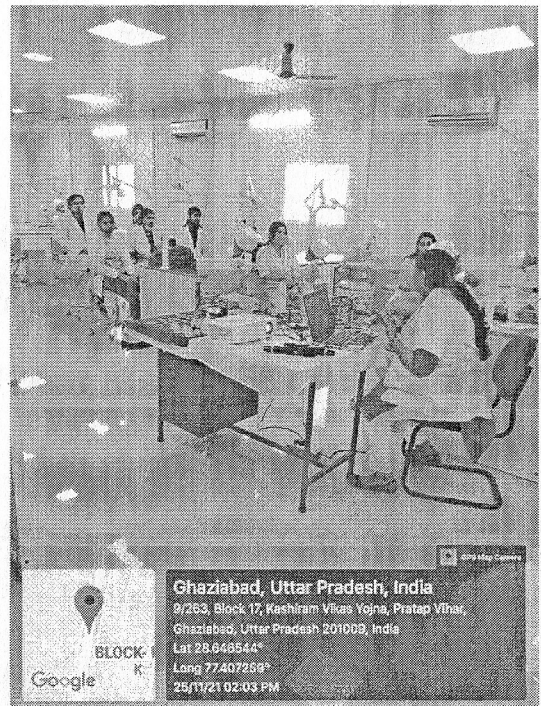 GPS Map Camera
Ghaziabad, Uttar Pradesh, India
9/263, Block 17, Kashiram Vikas Yojna, Pratap Vihar,
Ghaziabad, Uttar Pradesh 201009, India
Lat 28.646544°
Long 77.407269°
25/11/21 02:03 PM
BLOCK-
K
Google